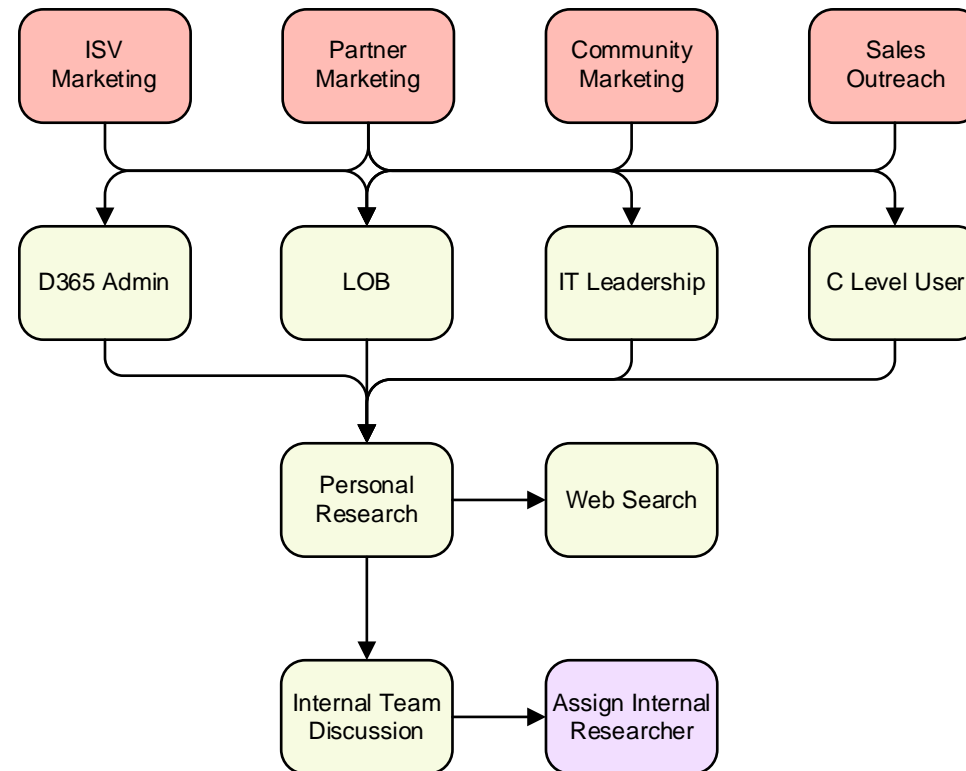 ISV
Marketing
Partner
Marketing
Community
Marketing
Sales
Outreach
D365 Admin
LOB
IT Leadership
C Level User
Personal
Research
Web Search
Internal Team
Discussion
Assign Internal
Researcher